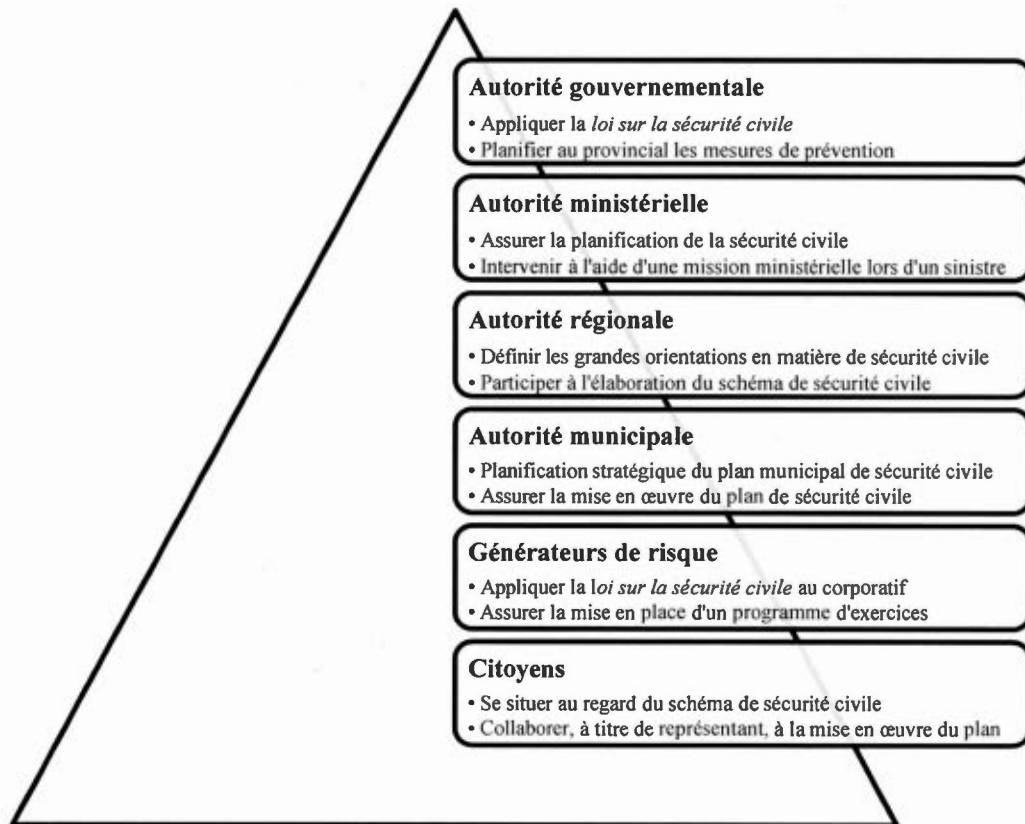 Autorité gouvernementale
• Appliquer la loi sur la sécurité civile
• Planifier au provincial les mesures de prévention
Autorité ministérielle
• Assurer la planification de la sécurité civile
• Intervenir à l'aide d'une mission ministérielle lors d'un sinistre
Autorité régionale
• Définir les grandes orientations en matière de sécurité civile
• Participer à l'élaboration du schéma de sécurité civile
Autorité municipale
• Planification stratégique du plan municipal de sécurité civile
• Assurer la mise en œuvre du plan de sécurité civile
Générateurs de risque
• Appliquer la loi sur la sécurité civile au corporatif
• Assurer la mise en place d'un programme d'exercices
Citoyens
• Se situer au regard du schéma de sécurité civile
• Collaborer, à titre de représentant, à la mise en œuvre du plan